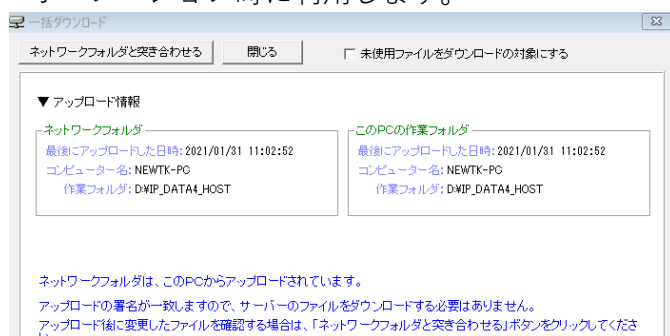 一括ダウンロード
ネットワークフォルダと突き合わせる 閉じる 未使用ファイルをダウンロードの対象にする
▼ アップロード情報
ネットワークフォルダ
最後にアップロードした日時:2021/01/31 11:02:52
コンピューター名:NEWTK-PC
作業フォルダ:D:¥IP_DATA4_HOST
このPCの作業フォルダ
最後にアップロードした日時:2021/01/31 11:02:52
コンピューター名:NEWTK-PC
作業フォルダ:D:¥IP_DATA4_HOST
ネットワークフォルダは、このPCからアップロードされています。
アップロードの署名が一致しますので、サーバーのファイルをダウンロードする必要はありません。
アップロード後に変更したファイルを確認する場合は、「ネットワークフォルダと突き合わせる」ボタンをクリックしてくださ